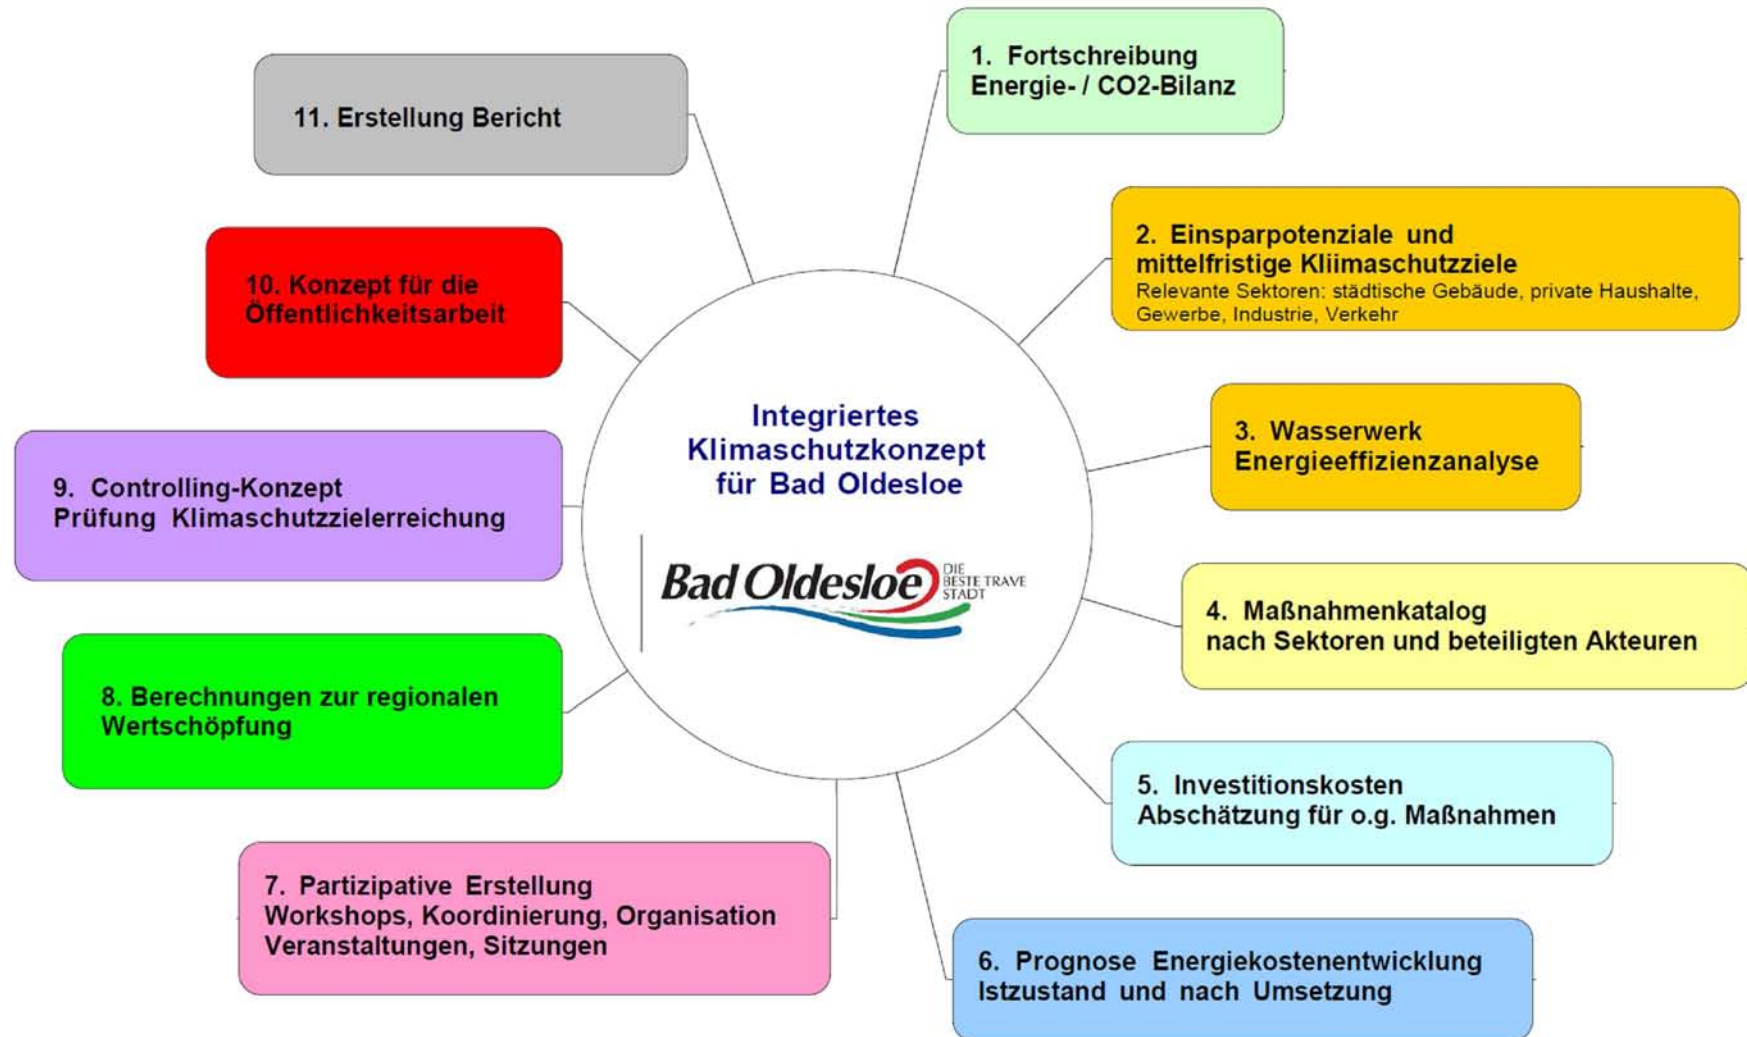 1. Fortschreibung
Energie- / CO2-Bilanz
2. Einsparpotenziale und
mittelfristige Kliimaschutzziele
Relevante Sektoren: städtische Gebäude, private Haushalte,
Gewerbe, Industrie, Verkehr
3. Wasserwerk
Energieeffizienzanalyse
4. Maßnahmenkatalog
nach Sektoren und beteiligten Akteuren
5. Investitionskosten
Abschätzung für o.g. Maßnahmen
6. Prognose Energiekostenentwicklung
Istzustand und nach Umsetzung
7. Partizipative Erstellung
Workshops, Koordinierung, Organisation
Veranstaltungen, Sitzungen
8. Berechnungen zur regionalen
Wertschöpfung
9. Controlling-Konzept
Prüfung Klimaschutzzielerreichung
10. Konzept für die
Öffentlichkeitsarbeit
11. Erstellung Bericht
Integriertes
Klimaschutzkonzept
für Bad Oldesloe
Bad Oldesloe
DIE
BESTE TRAVE
STADT